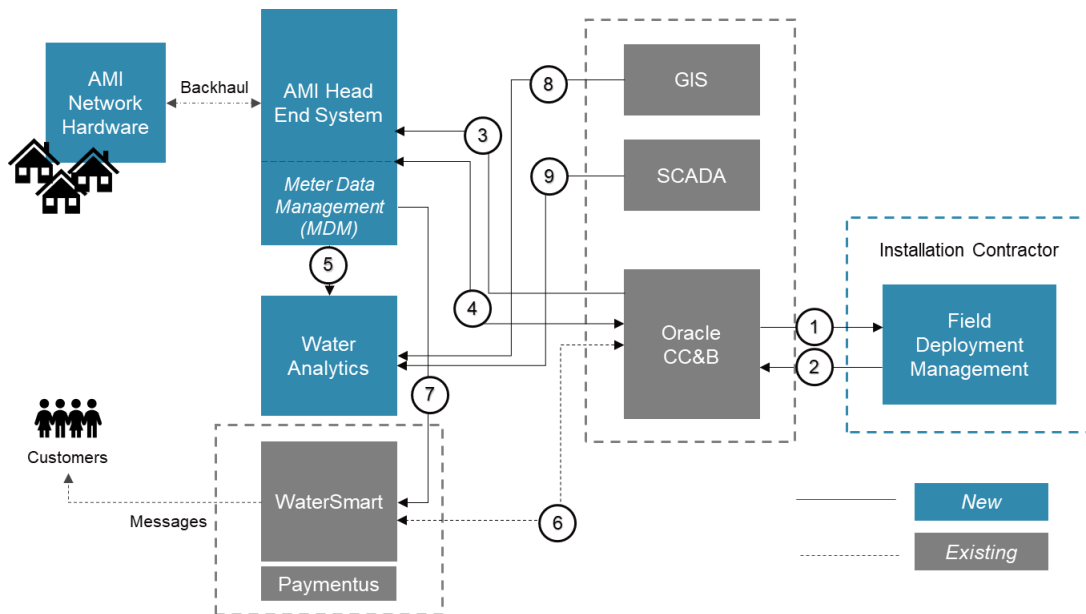 AMI
Network
Hardware
Backhaul
AMI Head
End System
Meter Data
Management
(MDM)
3
8
GIS
9
SCADA
5
4
Water
Analytics
7
Oracle
CC&B
1
2
Installation Contractor
Field
Deployment
Management
Customers
Messages
WaterSmart
Paymentus
6
New
Existing